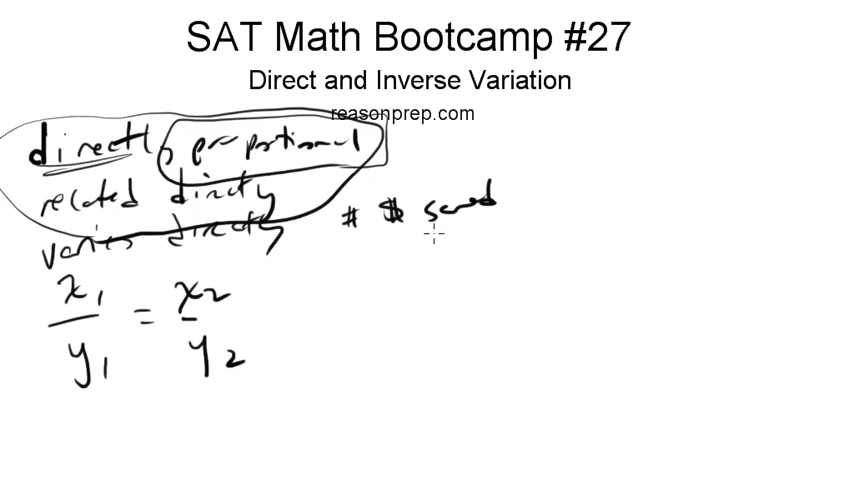 SAT Math Bootcamp #27
Direct and Inverse Variation
reasonprep.com
directly proportional
related directly
varies directly
# $ saved
x1 = x2
y1 y2